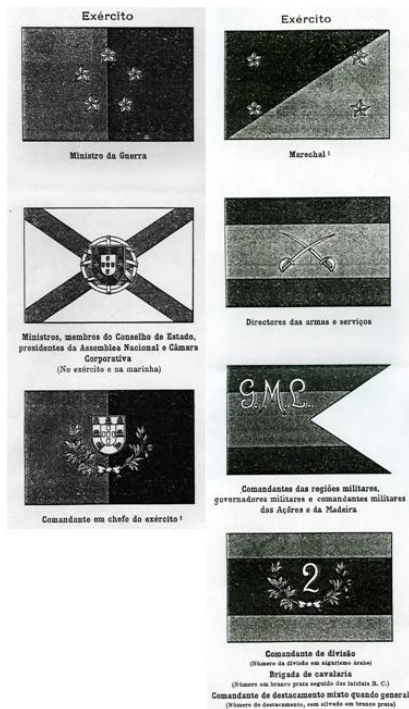 Exército
Ministro da Guerra
Ministros, membros do Conselho de Estado,
presidentes da Assemblea Nacional e Câmara
Corporativa
(No exército e na marinha)
Comandante em chefe do exército ²
Exército
Marechal ¹
Directores das armas e serviços
G.M.L.
Comandantes das regiões militares,
governadores militares e comandantes militares
dos Açôres e da Madeira
2
Comandante de divisão
(Número da divisão em algarismo árabe)
Brigada de cavalaria
(Número em branco prata seguido das iniciais B. C.)
Comandante de destacamento mixto quando general
(Número do destacamento, sem silvado em branco prata)